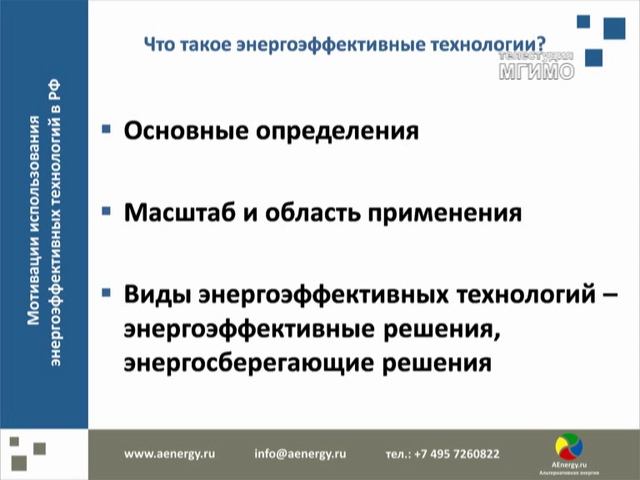 Что такое энергоэффективные технологии?
телестудия
МГИМО
Мотивации использования
энергоэффективных технологий в РФ
Основные определения
Масштаб и область применения
Виды энергоэффективных технологий –
энергоэффективные решения,
энергосберегающие решения
www.aenergy.ru info@aenergy.ru тел.: +7 495 7260822
AEnergy.ru
Альтернативная энергия